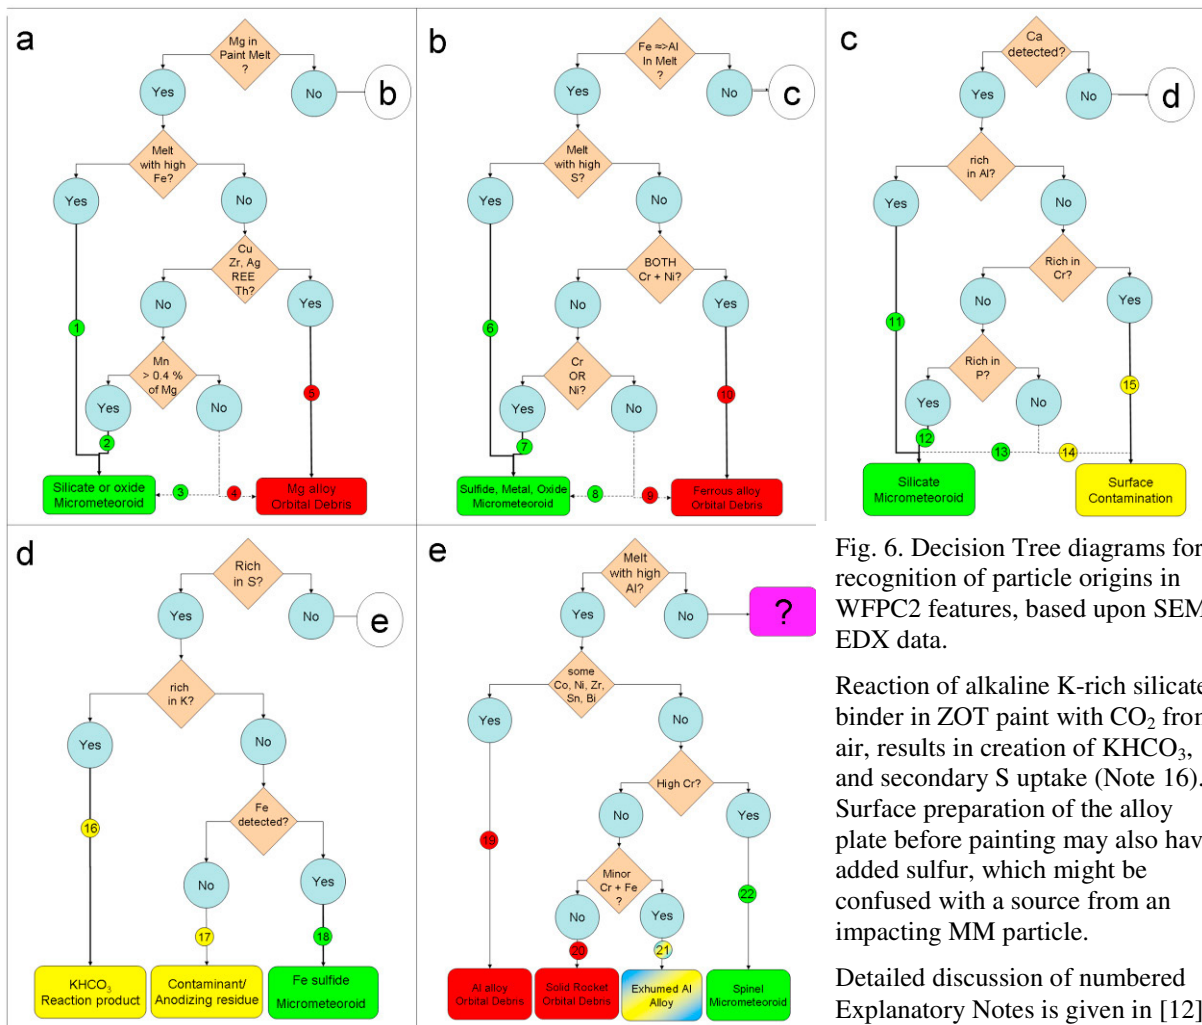 a
Mg in
Paint Melt
?
Yes
No
b
Melt
with high
Fe?
Yes
No
Cu
Zr, Ag
REE
Th?
No
Yes
1
Mn
> 0.4 %
of Mg
5
Yes
No
2
Silicate or oxide
Micrometeoroid
3
4
Mg alloy
Orbital Debris
b
Fe ≈>Al
In Melt
?
Yes
No
c
Melt
with high
S?
Yes
No
BOTH
Cr + Ni?
No
Yes
6
Cr
OR
Ni?
10
Yes
No
7
Sulfide, Metal, Oxide
Micrometeoroid
8
9
Ferrous alloy
Orbital Debris
c
Ca
detected?
Yes
No
d
rich
in Al?
Yes
No
Rich in
Cr?
No
Yes
11
Rich in
P?
15
Yes
No
12
13
14
Silicate
Micrometeoroid
Surface
Contamination
d
Rich
in S?
Yes
No
e
rich
in K?
Yes
No
16
Fe
detected?
No
Yes
17
18
KHCO3
Reaction product
Contaminant/
Anodizing residue
Fe sulfide
Micrometeoroid
e
Melt
with high
Al?
Yes
No
?
some
Co, Ni, Zr,
Sn, Bi
Yes
No
High Cr?
No
Yes
19
Minor
Cr + Fe
?
22
No
Yes
20
21
Al alloy
Orbital Debris
Solid Rocket
Orbital Debris
Exhumed Al
Alloy
Spinel
Micrometeoroid
Fig. 6. Decision Tree diagrams for
recognition of particle origins in
WFPC2 features, based upon SEM
EDX data.
Reaction of alkaline K-rich silicate
binder in ZOT paint with CO2 from
air, results in creation of KHCO3,
and secondary S uptake (Note 16).
Surface preparation of the alloy
plate before painting may also hav
added sulfur, which might be
confused with a source from an
impacting MM particle.
Detailed discussion of numbered
Explanatory Notes is given in [12]